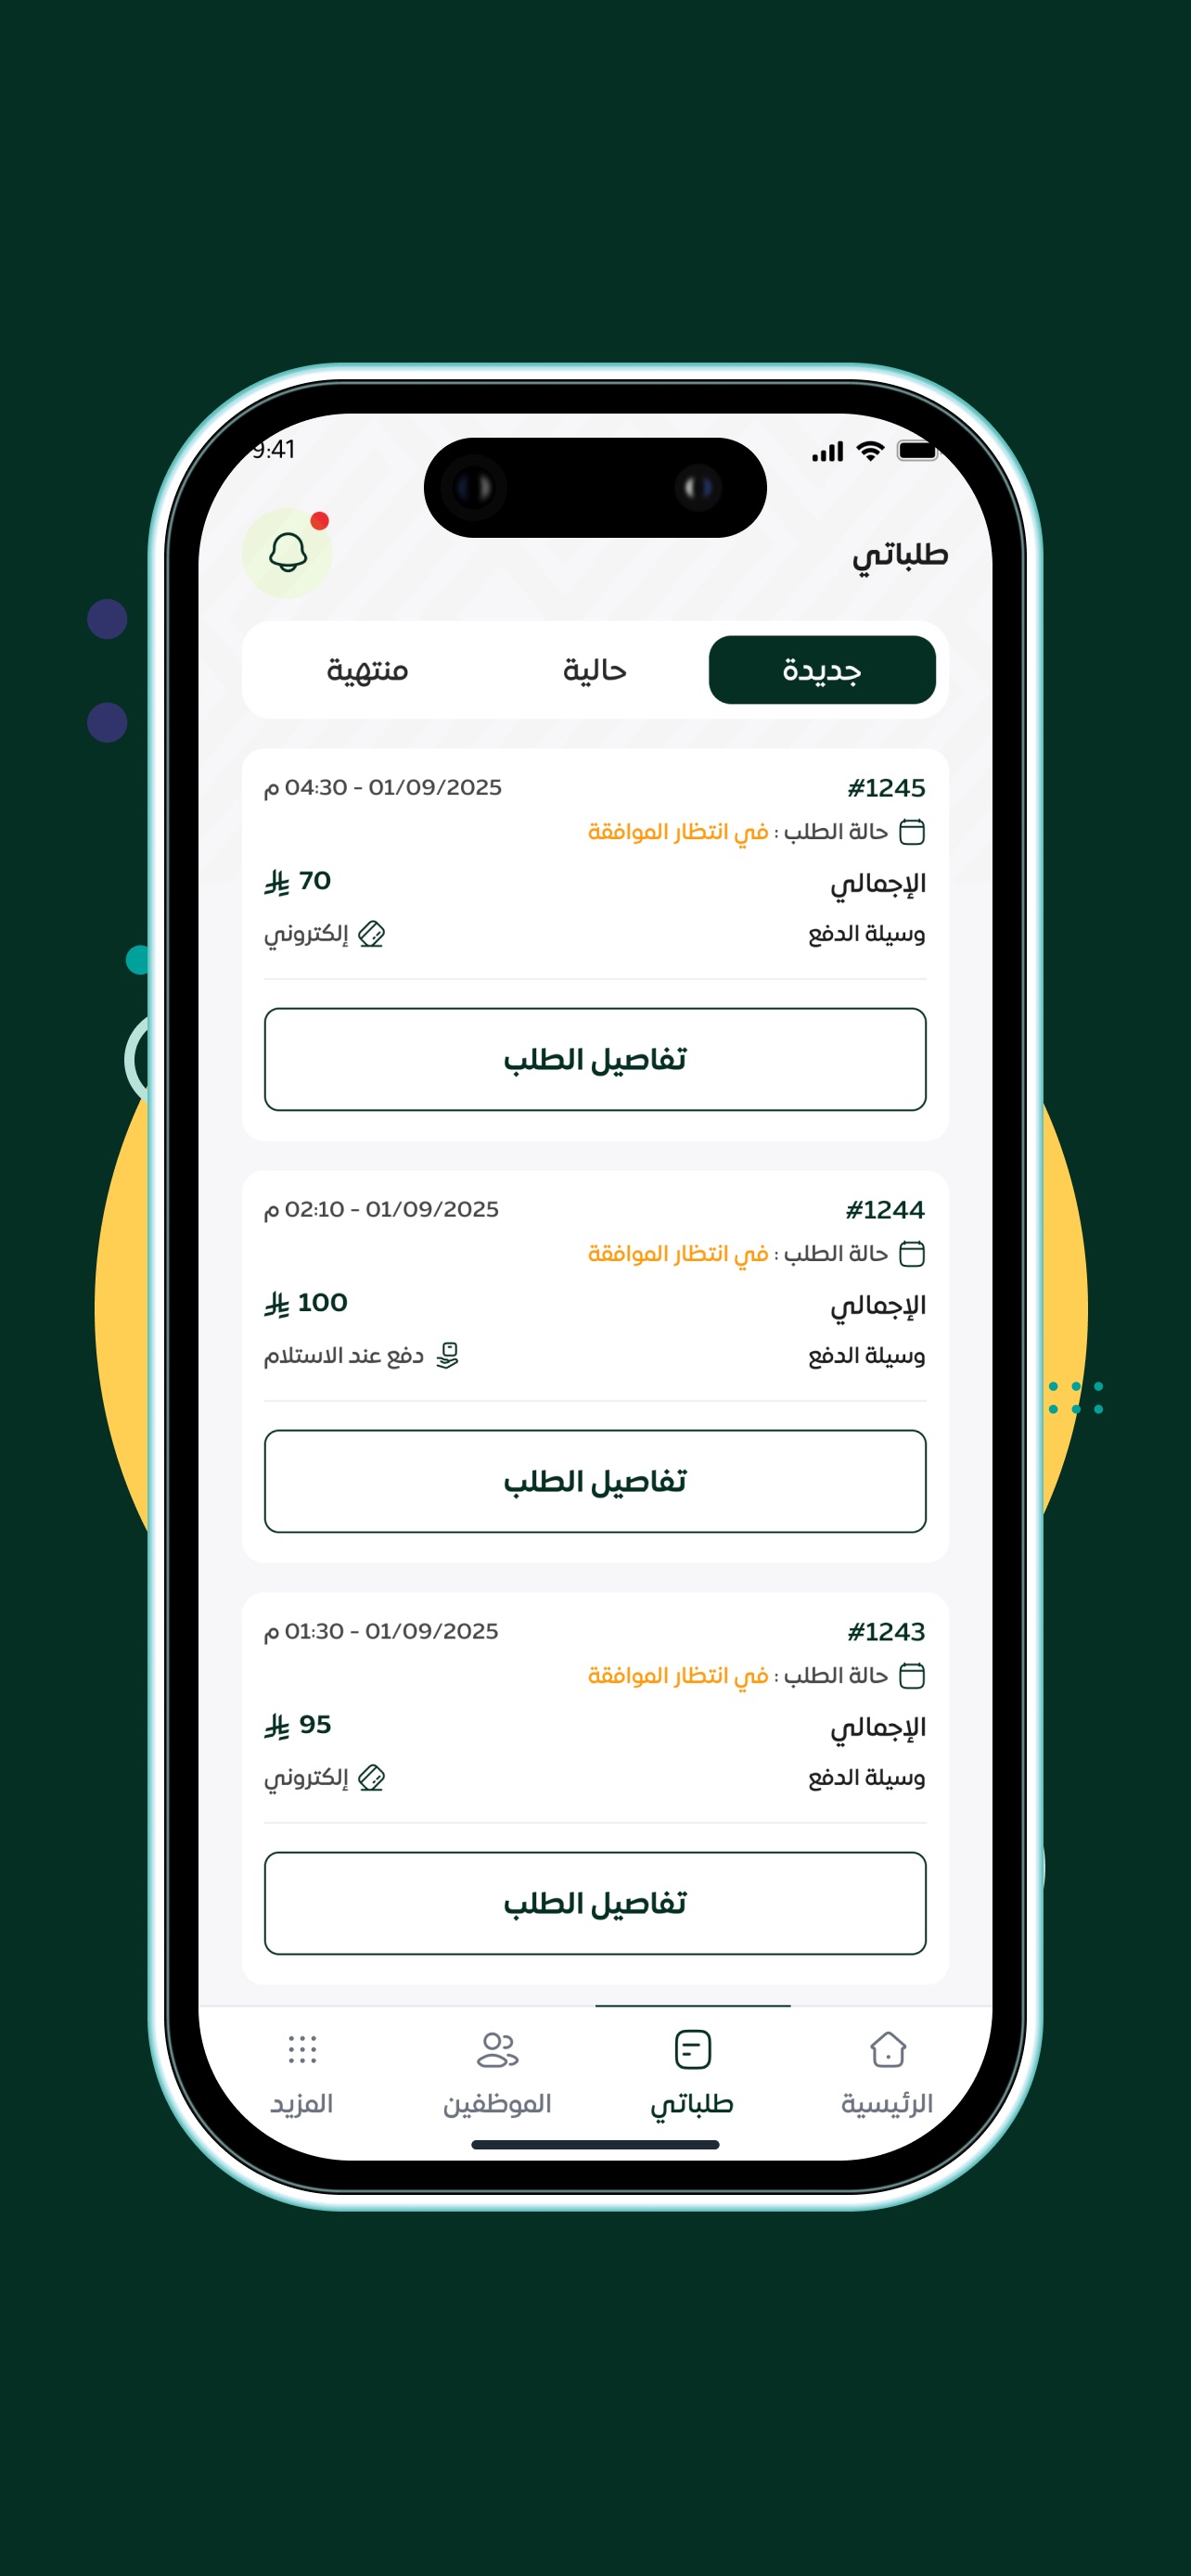 9:41
طلباتي
جديدة حالية منتهية
#1245 01/09/2025 - 04:30 م
حالة الطلب : في انتظار الموافقة
الإجمالي 70 ⃁
وسيلة الدفع إلكتروني
تفاصيل الطلب
#1244 01/09/2025 - 02:10 م
حالة الطلب : في انتظار الموافقة
الإجمالي 100 ⃁
وسيلة الدفع دفع عند الاستلام
تفاصيل الطلب
#1243 01/09/2025 - 01:30 م
حالة الطلب : في انتظار الموافقة
الإجمالي 95 ⃁
وسيلة الدفع إلكتروني
تفاصيل الطلب
الرئيسية طلباتي الموظفين المزيد